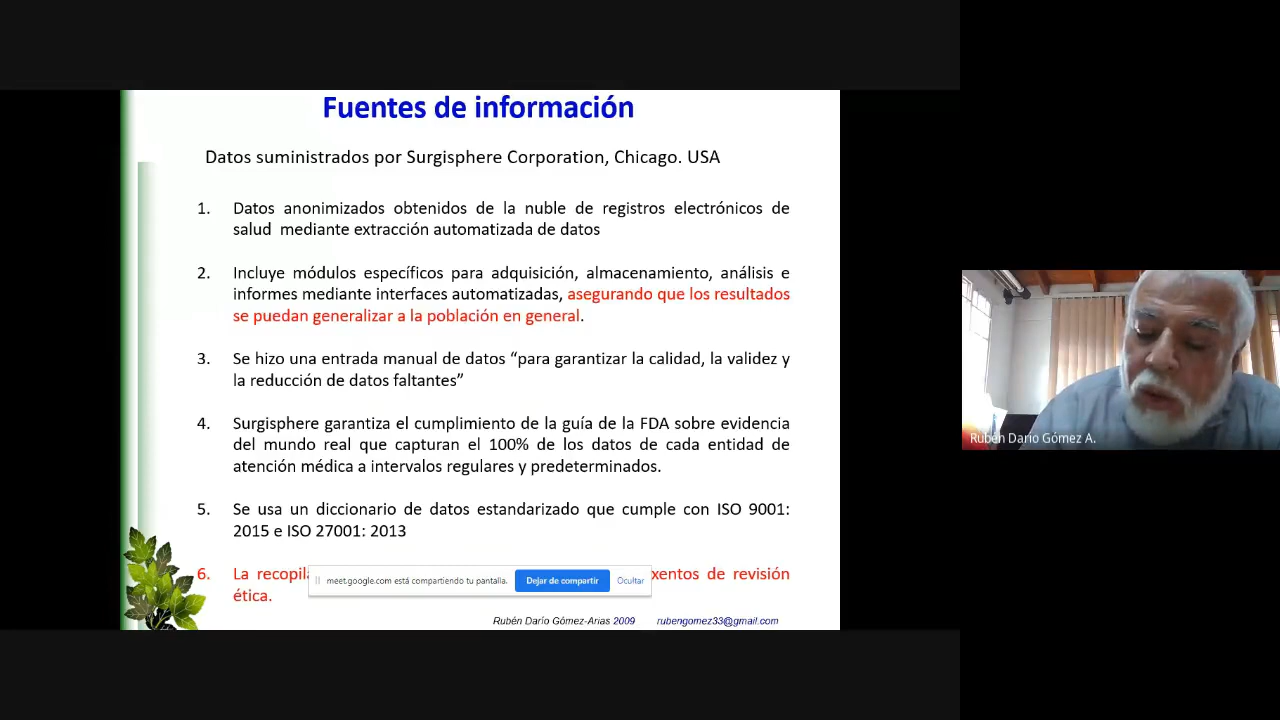 Fuentes de información
Datos suministrados por Surgisphere Corporation, Chicago. USA
1. Datos anonimizados obtenidos de la nuble de registros electrónicos de
salud mediante extracción automatizada de datos
2. Incluye módulos específicos para adquisición, almacenamiento, análisis e
informes mediante interfaces automatizadas, asegurando que los resultados
se puedan generalizar a la población en general.
3. Se hizo una entrada manual de datos “para garantizar la calidad, la validez y
la reducción de datos faltantes”
4. Surgisphere garantiza el cumplimiento de la guía de la FDA sobre evidencia
del mundo real que capturan el 100% de los datos de cada entidad de
atención médica a intervalos regulares y predeterminados.
5. Se usa un diccionario de datos estandarizado que cumple con ISO 9001:
2015 e ISO 27001: 2013
6. La de revisión
ética.
meet.google.com está compartiendo tu pantalla. Dejar de compartir Ocultar
Rubén Darío Gómez-Arias 2009 rubengomez33@gmail.com
Rubén Darío Gómez A.